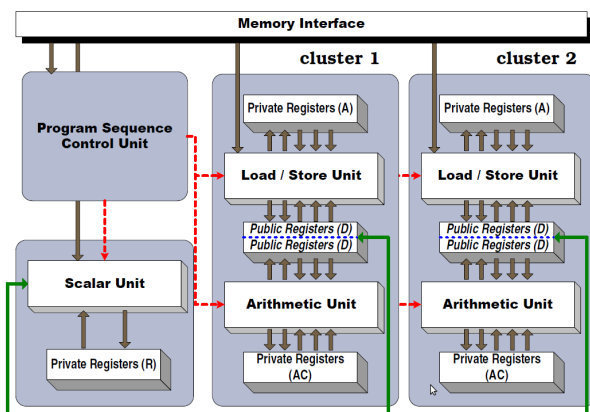 Memory Interface
cluster 1
cluster 2
Program Sequence
Control Unit
Scalar Unit
Private Registers (R)
Private Registers (A)
Load / Store Unit
Public Registers (D)
Public Registers (D)
Arithmetic Unit
Private Registers
(AC)
Private Registers (A)
Load / Store Unit
Public Registers (D)
Public Registers (D)
Arithmetic Unit
Private Registers
(AC)